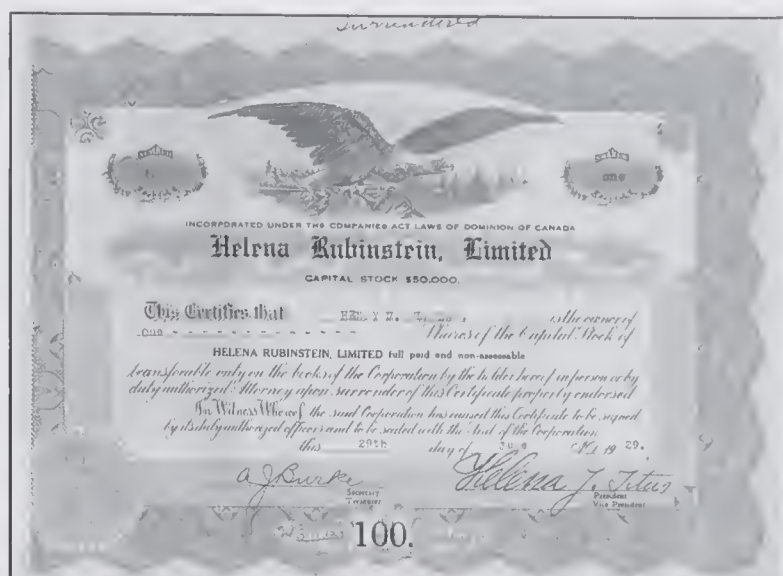 surrendered
one
INCORPORATED UNDER THE COMPANIES ACT LAWS OF DOMINION OF CANADA
Helena Rubinstein, Limited
CAPITAL STOCK $50,000.
This Certifies that is the owner of
one - - - - - - - - - - - - - Shares of the Capital Stock of
HELENA RUBINSTEIN, LIMITED full paid and non-assessable
transferable only on the books of the Corporation by the holder hereof in person or by
duly authorized Attorney upon surrender of this Certificate properly endorsed
In Witness Whereof the said Corporation has caused this Certificate to be signed
by its duly authorized officers and to be sealed with the Seal of the Corporation
this 29th day of June A.D. 1929.
A J Burke Helena J. Titus
Secretary President
Treasurer Vice President
100.